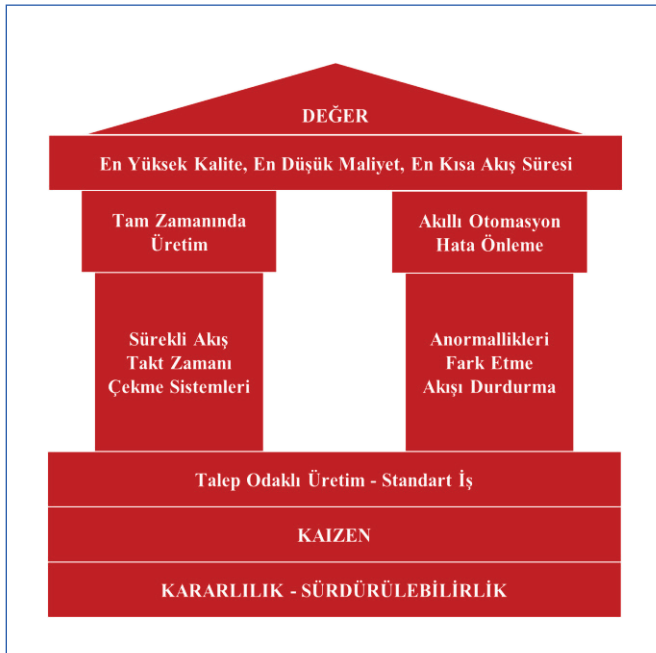 DEĞER
En Yüksek Kalite, En Düşük Maliyet, En Kısa Akış Süresi
Tam Zamanında
Üretim
Akıllı Otomasyon
Hata Önleme
Sürekli Akış
Takt Zamanı
Çekme Sistemleri
Anormallikleri
Fark Etme
Akışı Durdurma
Talep Odaklı Üretim - Standart İş
KAIZEN
KARARLILIK - SÜRDÜRÜLEBİLİRLİK